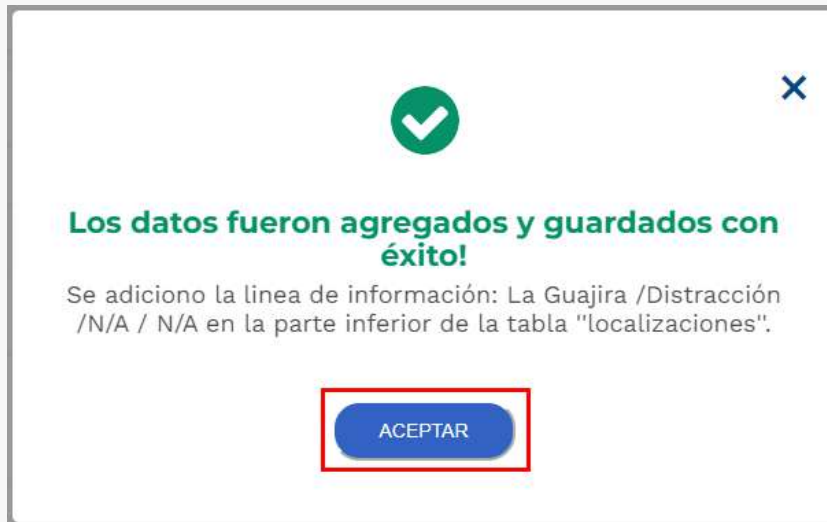 Los datos fueron agregados y guardados con
éxito!
Se adiciono la linea de información: La Guajira /Distracción
/N/A / N/A en la parte inferior de la tabla "localizaciones".
ACEPTAR